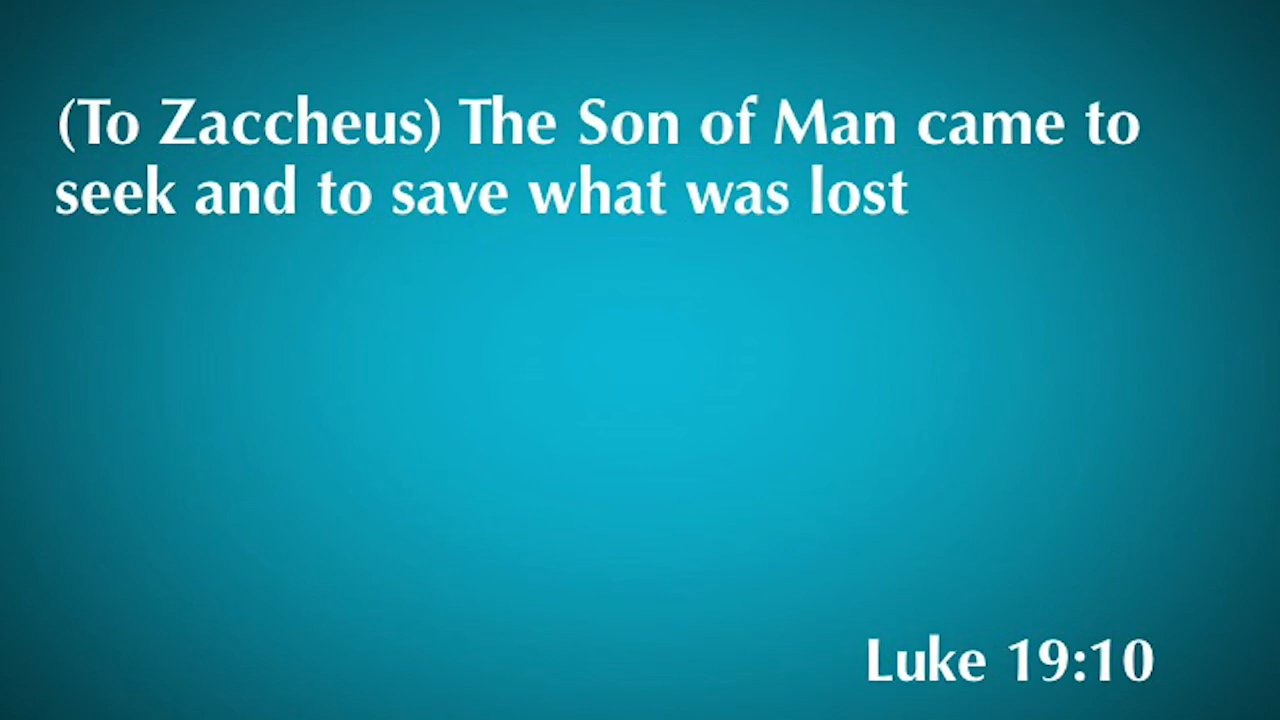 (To Zaccheus) The Son of Man came to
seek and to save what was lost
Luke 19:10